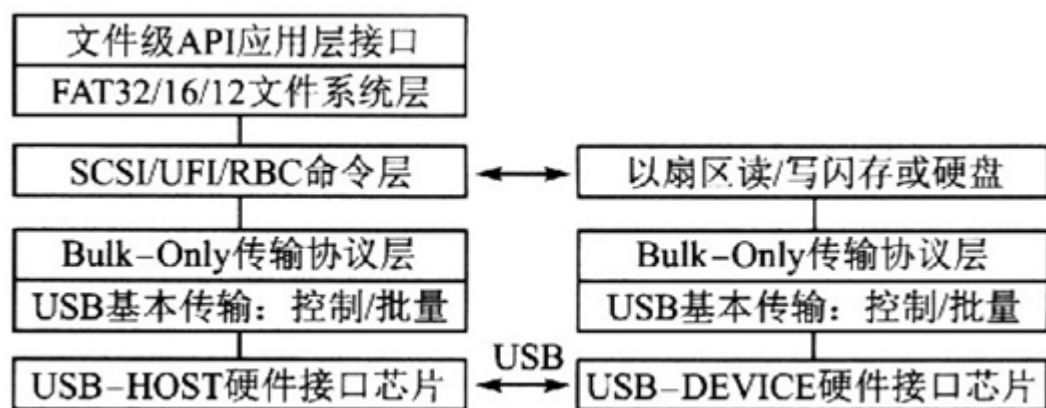 文件级API应用层接口
FAT32/16/12文件系统层
SCSI/UFI/RBC命令层
以扇区读/写闪存或硬盘
Bulk-Only传输协议层
Bulk-Only传输协议层
USB基本传输：控制/批量
USB基本传输：控制/批量
USB
USB-HOST硬件接口芯片
USB-DEVICE硬件接口芯片